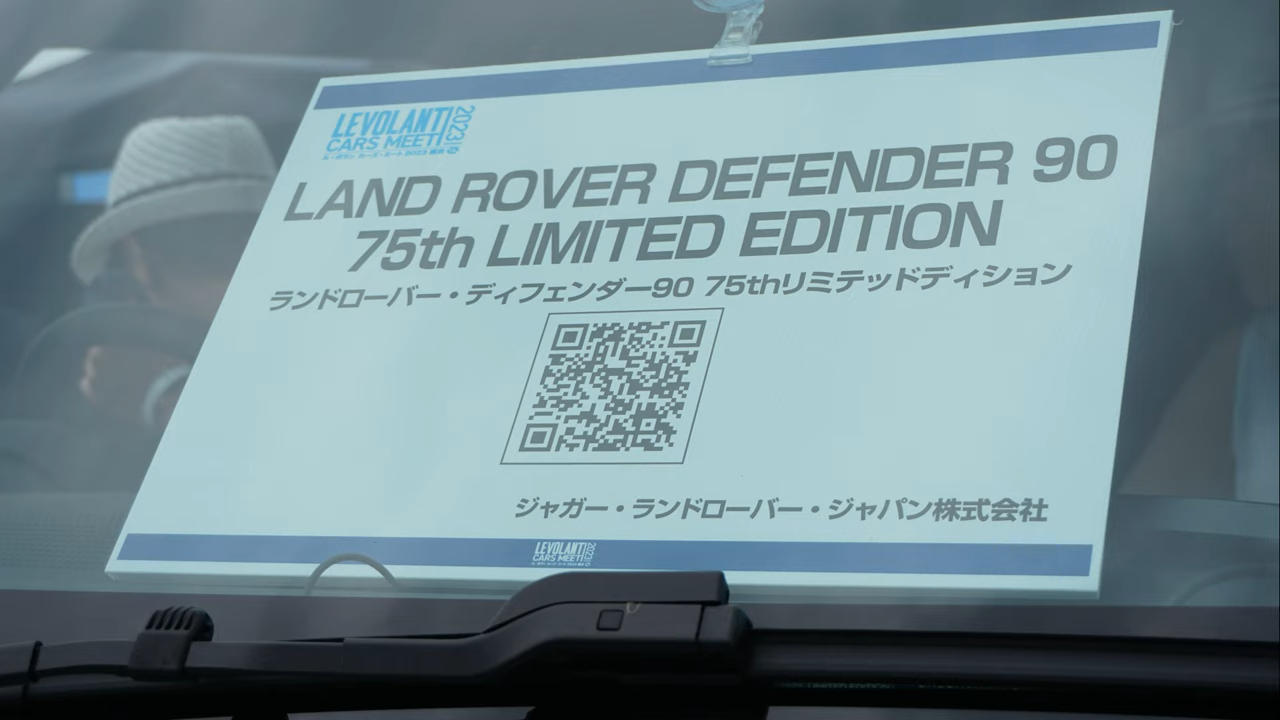 LEVOLANT
CARS MEET!
2023
LAND ROVER DEFENDER 90
75th LIMITED EDITION
ランドローバー・ディフェンダー90 75thリミテッドディション
ジャガー・ランドローバー・ジャパン株式会社
LEVOLANT
CARS MEET!
2023